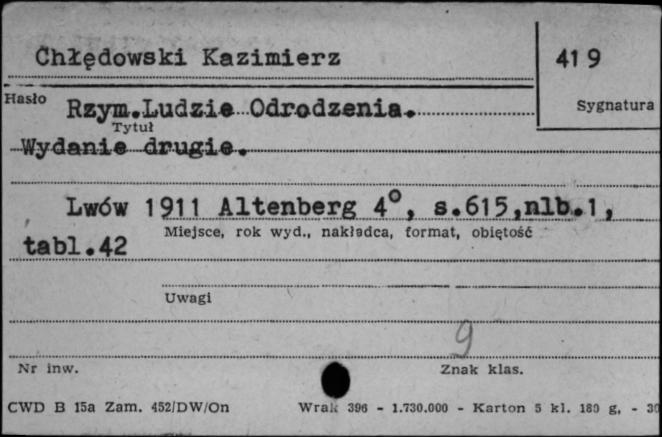 Chłędowski Kazimierz
419
Hasło
Sygnatura
Rzym.Ludzie Odrodzenia.
Tytuł
Wydanie drugie.
Lwów 1911 Altenberg 4°, s.615,nlb.1,
Miejsce, rok wyd., nakładca, format, obiętość
tabl.42
Uwagi
9
Nr inw.
Znak klas.
CWD B 15a Zam. 452/DW/On
Wrak 396 - 1.730.000 - Karton 5 kl. 180 g, - 30